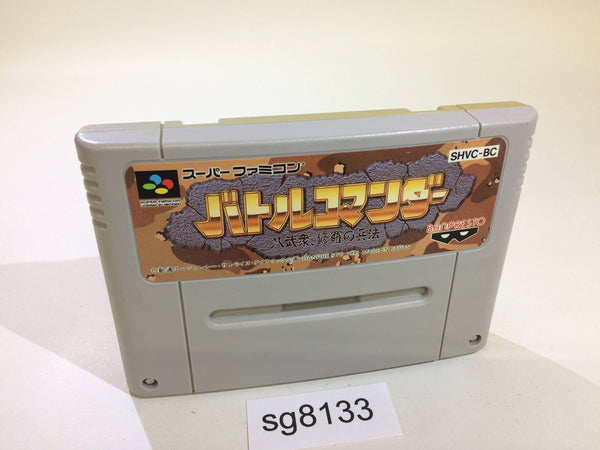 スーパーファミコン
SHVC-BC
バトルコマンダー
八武衆、修羅の兵法
BANPRESTO
sg8133